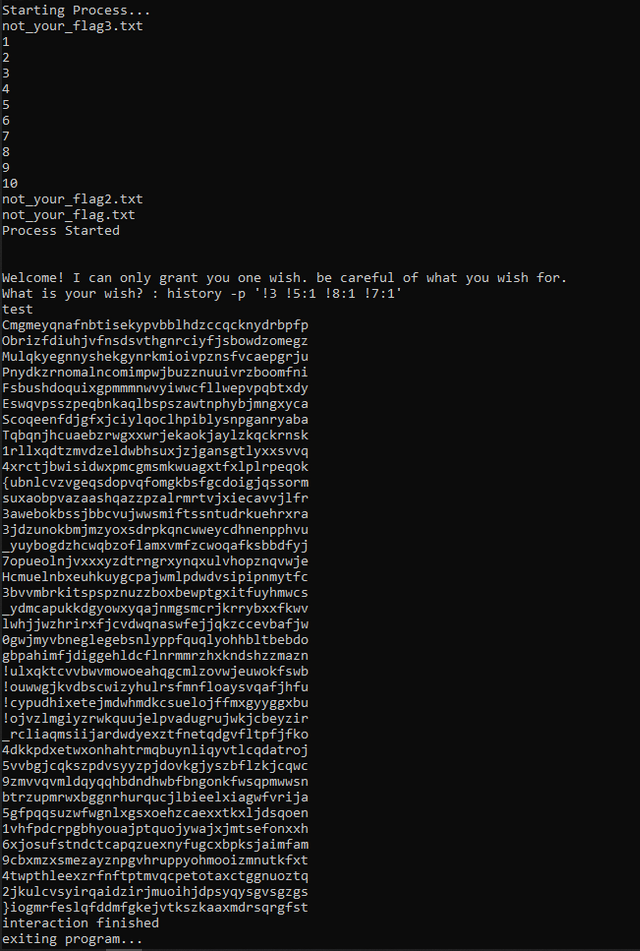 Starting Process...
not_your_flag3.txt
1
2
3
4
5
6
7
8
9
10
not_your_flag2.txt
not_your_flag.txt
Process Started
Welcome! I can only grant you one wish. be careful of what you wish for.
What is your wish? : history -p '!3 !5:1 !8:1 !7:1'
test
Cmgmeyqnafnbtisekypvbblhdzccqcknydrbpfp
Obrizfdiuhjvfnsdsvthgnrciyfjsbowdzomegz
Mulqkyegnnyshekgynrkmioivpznsfvcaepgrju
Pnydkzrnomalncomimpwjbuzznuuivrzboomfni
Fsbushdoquixgpmmmnwvyiwwcfllwepvpqbtxdy
Eswqvpsszpeqbnkaqlbspszawtnphybjmngxyca
Scoqeenfdjgfxjciylqoclhpiblysnpganryaba
Tqbqnjhcuaebzrwgxxwrjekaokjaylzkqckrnsk
1rllxqdtzmvdzeldwbhsuxjzjgansgtlyxxsvvq
4xrctjbwisidwxpmcgmsmkwuagxtfxlplrpeqok
{ubnlcvzvgeqsdopvqfomgkbsfgcdoigjqssorm
suxaobpvazaashqazzpzalrmrtvjxiecavvjlfr
3awebokbssjbbcvujwwsmiftssntudrkuehrxra
3jdzunokbmjmzyoxsdrpkqncwweycdhnenpphvu
_yuybogdzhcwqbzoflamxvmfzcwoqafksbbdfyj
7opueolnjvxxxyzdtrngrxynqxulvhopznqvwje
Hcmuelnbxeuhkuygcpajwmlpdwdvsipipnmytfc
3bvvmbrkitspspznuzzboxbewptgxitfuyhmwcs
_ydmcapukkdgyowxyqajnmgsmcrjkrrybxxfkwv
lwhjjwzhrirxfjcvdwqnaswfejjqkzccevbafjw
0gwjmyvbneglegebsnlyppfquqlyohhbltbebdo
gbpahimfjdiggehldcflnrmmrzhxkndshzzmazn
!ulxqktcvvbwvmowoeahqgcmlzovwjeuwokfswb
!ouwwgjkvdbscwizyhulrsfmnfloaysvqafjhfu
!cypudhixetejmdwhmdkcsuelojffmxgyyggxbu
!ojvzlmgiyzrwkquujelpvadugrujwkjcbeyzir
_rcliaqmsiijardwdyexztfnetqdgvfltpfjfko
4dkkpdxetwxonhahtrmqbuynliqyvtlcqdatroj
5vvbgjcqkszpdvsyyzpjdovkgjyszbflzkjcqwc
9zmvvqvmldqyqqhbdndhwbfbngonkfwsqpmwwsn
btrzupmrwxbggnrhurqucjlbieelxiagwfvrija
5gfpqqsuzwfwgnlxgsxoehzcaexxtkxljdsqoen
1vhfpdcrpgbhyouajptquojywajxjmtsefonxxh
6xjosufstndctcapqzuexnyfugcxbpksjaimfam
9cbxmzxsmezayznpgvhruppyohmooizmnutkfxt
4twpthleexzrfnftptmvqcpetotaxctggnuoztq
2jkulcvsyirqaidzirjmuoihjdpsyqysgvsgzgs
}iogmrfeslqfddmfgkejvtkszkaaxmdrsqrgfst
interaction finished
exiting program...